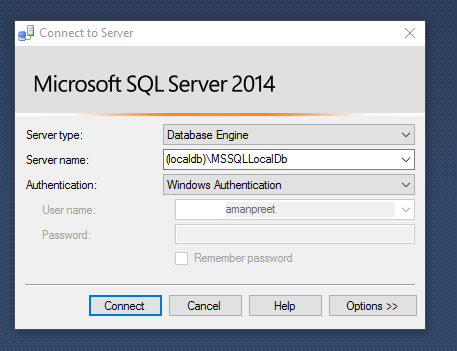 Connect to Server
Microsoft SQL Server 2014
Server type: Database Engine
Server name: (localdb)\MSSQLLocalDb
Authentication: Windows Authentication
User name: amanpreet
Password:
Remember password
Connect Cancel Help Options >>